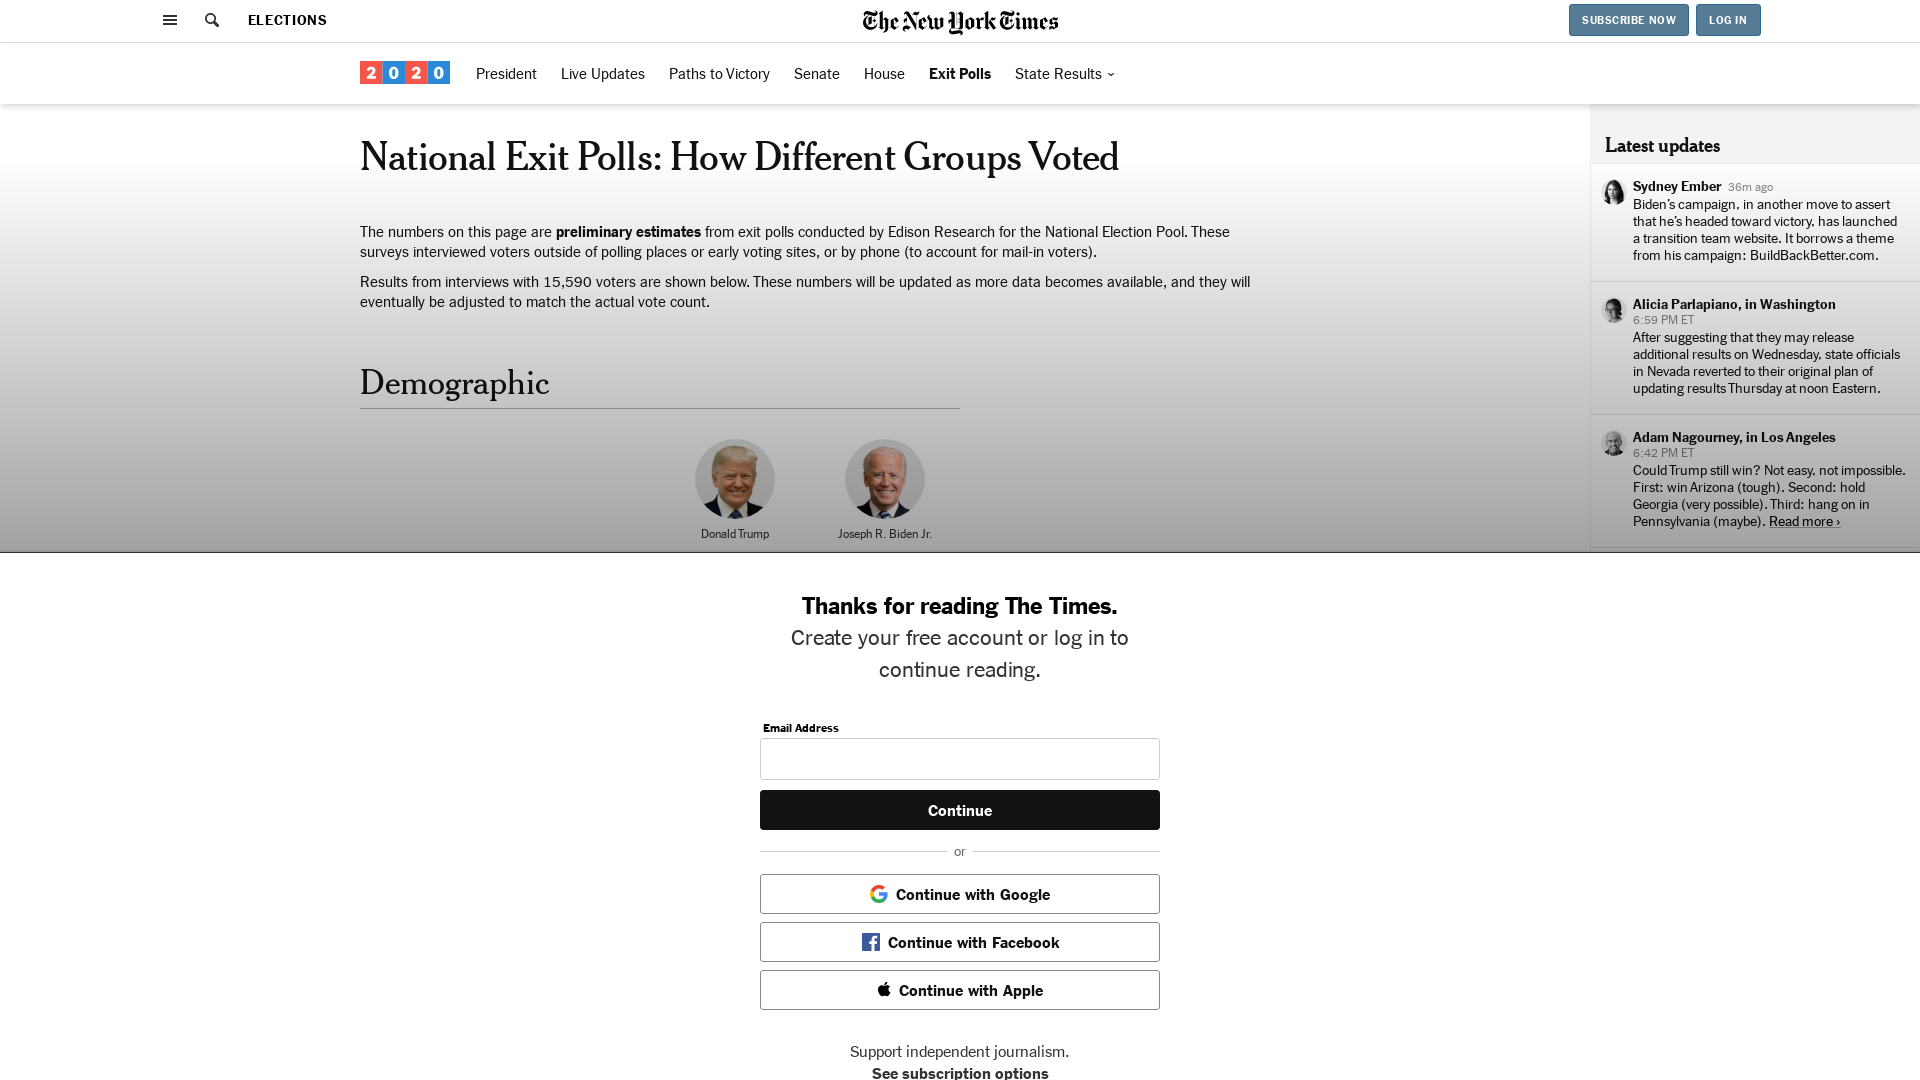 ELECTIONS
The New York Times
SUBSCRIBE NOW
LOG IN
2020
President
Live Updates
Paths to Victory
Senate
House
Exit Polls
State Results
National Exit Polls: How Different Groups Voted
The numbers on this page are preliminary estimates from exit polls conducted by Edison Research for the National Election Pool. These
surveys interviewed voters outside of polling places or early voting sites, or by phone (to account for mail-in voters).
Results from interviews with 15,590 voters are shown below. These numbers will be updated as more data becomes available, and they will
eventually be adjusted to match the actual vote count.
Demographic
Donald Trump
Joseph R. Biden Jr.
Latest updates
Sydney Ember 36m ago
Biden's campaign, in another move to assert
that he's headed toward victory, has launched
a transition team website. It borrows a theme
from his campaign: BuildBackBetter.com.
Alicia Parlapiano, in Washington
6:59 PM ET
After suggesting that they may release
additional results on Wednesday, state officials
in Nevada reverted to their original plan of
updating results Thursday at noon Eastern.
Adam Nagourney, in Los Angeles
6:42 PM ET
Could Trump still win? Not easy, not impossible.
First: win Arizona (tough). Second: hold
Georgia (very possible). Third: hang on in
Pennsylvania (maybe). Read more ›
Thanks for reading The Times.
Create your free account or log in to
continue reading.
Email Address
Continue
or
Continue with Google
Continue with Facebook
Continue with Apple
Support independent journalism.
See subscription options